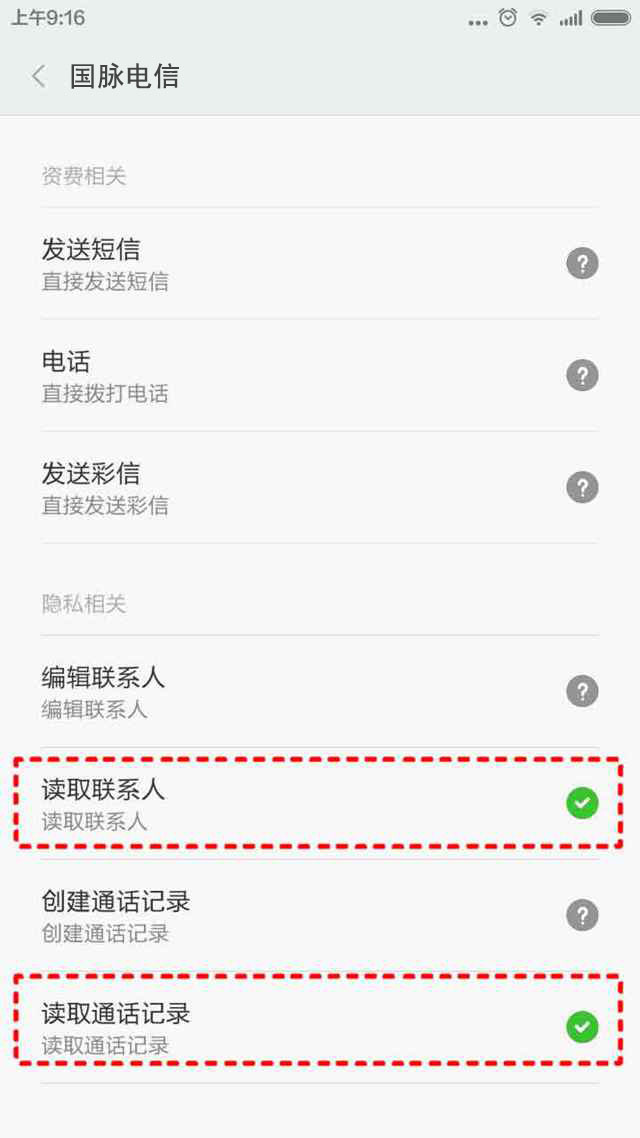 上午9:16
国脉电信
资费相关
发送短信
直接发送短信
电话
直接拨打电话
发送彩信
直接发送彩信
隐私相关
编辑联系人
编辑联系人
读取联系人
读取联系人
创建通话记录
创建通话记录
读取通话记录
读取通话记录